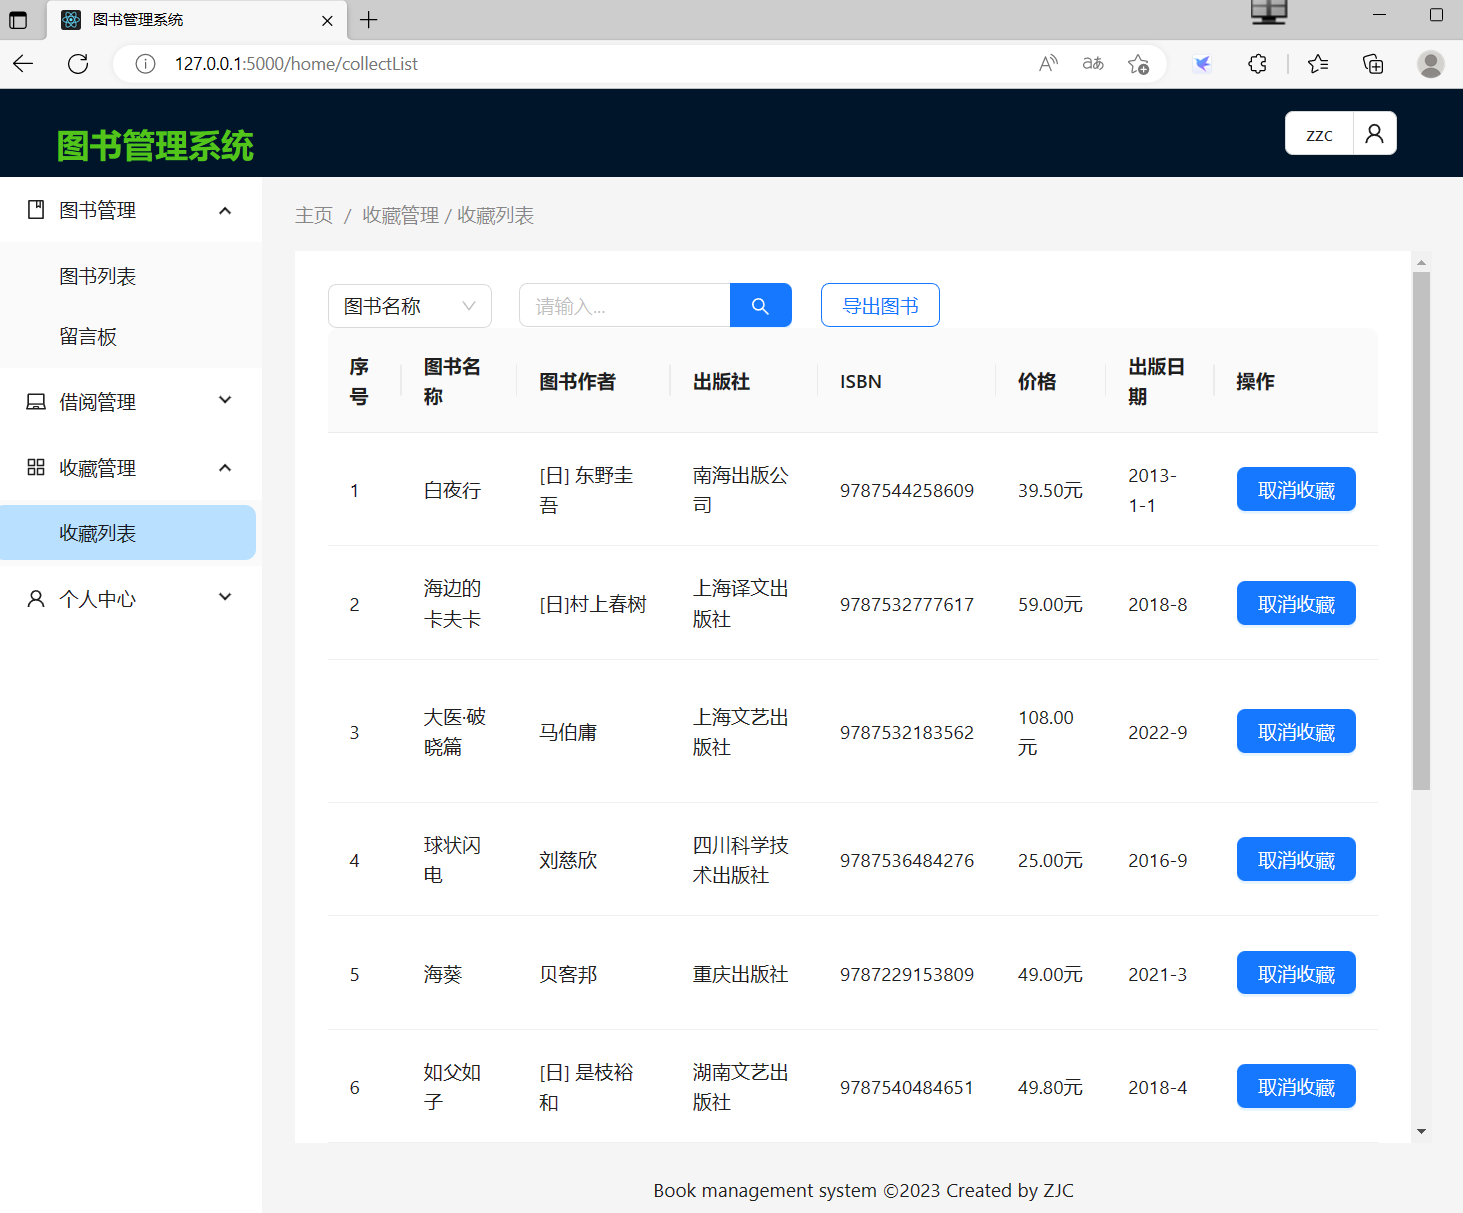 图书管理系统
127.0.0.1:5000/home/collectList
图书管理系统
zzc
图书管理
图书列表
留言板
借阅管理
收藏管理
收藏列表
个人中心
主页 / 收藏管理 / 收藏列表
图书名称
请输入...
导出图书
序号 图书名称 图书作者 出版社 ISBN 价格 出版日期 操作
1 白夜行 [日] 东野圭吾 南海出版公司 9787544258609 39.50元 2013-1-1 取消收藏
2 海边的卡夫卡 [日]村上春树 上海译文出版社 9787532777617 59.00元 2018-8 取消收藏
3 大医·破晓篇 马伯庸 上海文艺出版社 9787532183562 108.00元 2022-9 取消收藏
4 球状闪电 刘慈欣 四川科学技术出版社 9787536484276 25.00元 2016-9 取消收藏
5 海葵 贝客邦 重庆出版社 9787229153809 49.00元 2021-3 取消收藏
6 如父如子 [日] 是枝裕和 湖南文艺出版社 9787540484651 49.80元 2018-4 取消收藏
Book management system ©2023 Created by ZJC